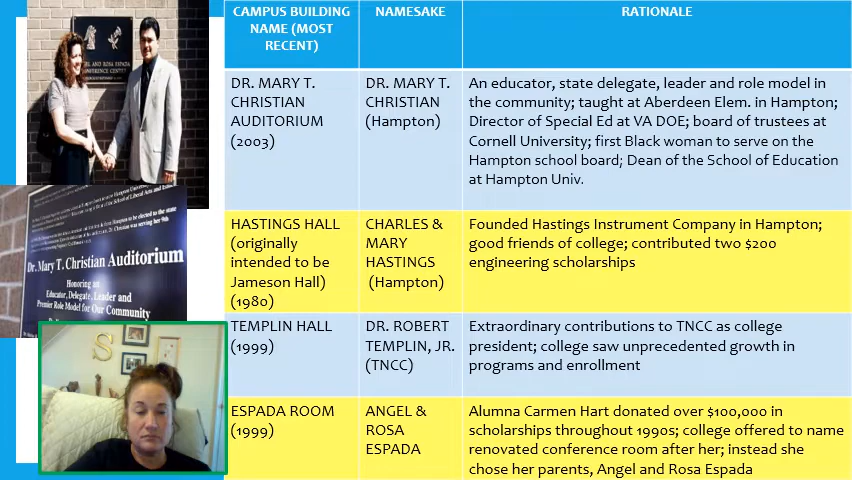 EL AND ROSA ESPADA
CONFERENCE CENTER
Dr. Mary T. Christian Auditorium
Honoring an
Educator, Delegate, Leader and
Premier Role Model for Our Community
S
CAMPUS BUILDING
NAME (MOST
RECENT)
NAMESAKE
RATIONALE
DR. MARY T.
CHRISTIAN
AUDITORIUM
(2003)
DR. MARY T.
CHRISTIAN
(Hampton)
An educator, state delegate, leader and role model in
the community; taught at Aberdeen Elem. in Hampton;
Director of Special Ed at VA DOE; board of trustees at
Cornell University; first Black woman to serve on the
Hampton school board; Dean of the School of Education
at Hampton Univ.
HASTINGS HALL
(originally
intended to be
Jameson Hall)
(1980)
CHARLES &
MARY
HASTINGS
(Hampton)
Founded Hastings Instrument Company in Hampton;
good friends of college; contributed two $200
engineering scholarships
TEMPLIN HALL
(1999)
DR. ROBERT
TEMPLIN, JR.
(TNCC)
Extraordinary contributions to TNCC as college
president; college saw unprecedented growth in
programs and enrollment
ESPADA ROOM
(1999)
ANGEL &
ROSA
ESPADA
Alumna Carmen Hart donated over $100,000 in
scholarships throughout 1990s; college offered to name
renovated conference room after her; instead she
chose her parents, Angel and Rosa Espada